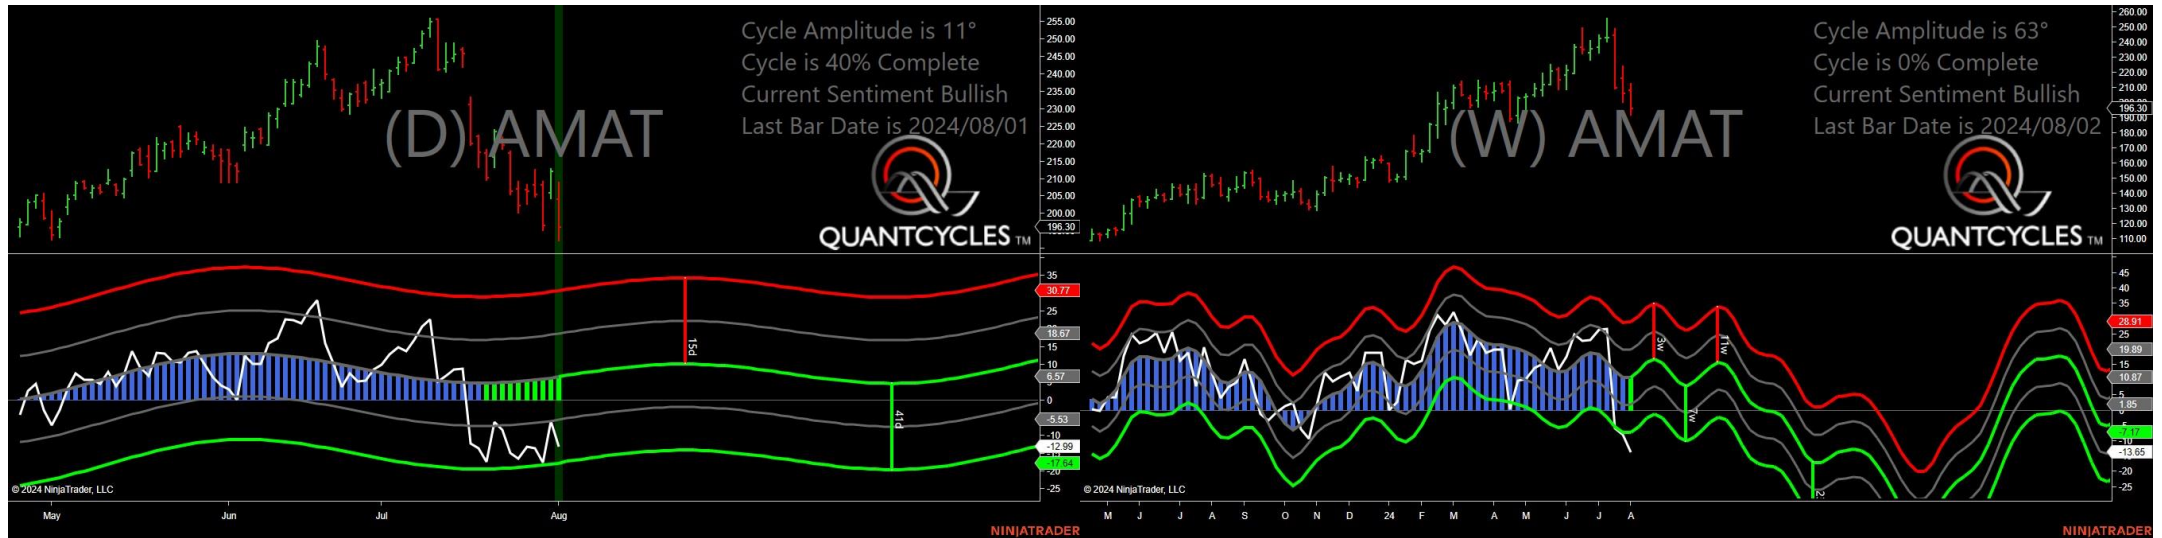 Cycle Amplitude is 11°
Cycle is 40% Complete
Current Sentiment Bullish
Last Bar Date is 2024/08/01
(D) AMAT
QUANTCYCLES TM
255.00
250.00
245.00
240.00
235.00
230.00
225.00
220.00
215.00
210.00
205.00
200.00
196.30
35
30.77
25
18.67
15
10
6.57
0
-5.53
-10
-12.99
-17.64
-20
-25
15d
41d
© 2024 NinjaTrader, LLC
May
Jun
Jul
Aug
NINJATRADER
Cycle Amplitude is 63°
Cycle is 0% Complete
Current Sentiment Bullish
Last Bar Date is 2024/08/02
(W) AMAT
QUANTCYCLES TM
260.00
250.00
240.00
230.00
220.00
210.00
196.30
190.00
180.00
170.00
160.00
150.00
140.00
130.00
120.00
110.00
45
40
35
28.91
25
19.89
15
10.87
1.85
-7.17
-10
-13.65
-20
-25
3w
7w
11w
© 2024 NinjaTrader, LLC
M
J
J
A
S
O
N
D
24
F
M
A
M
J
J
A
NINJATRADER